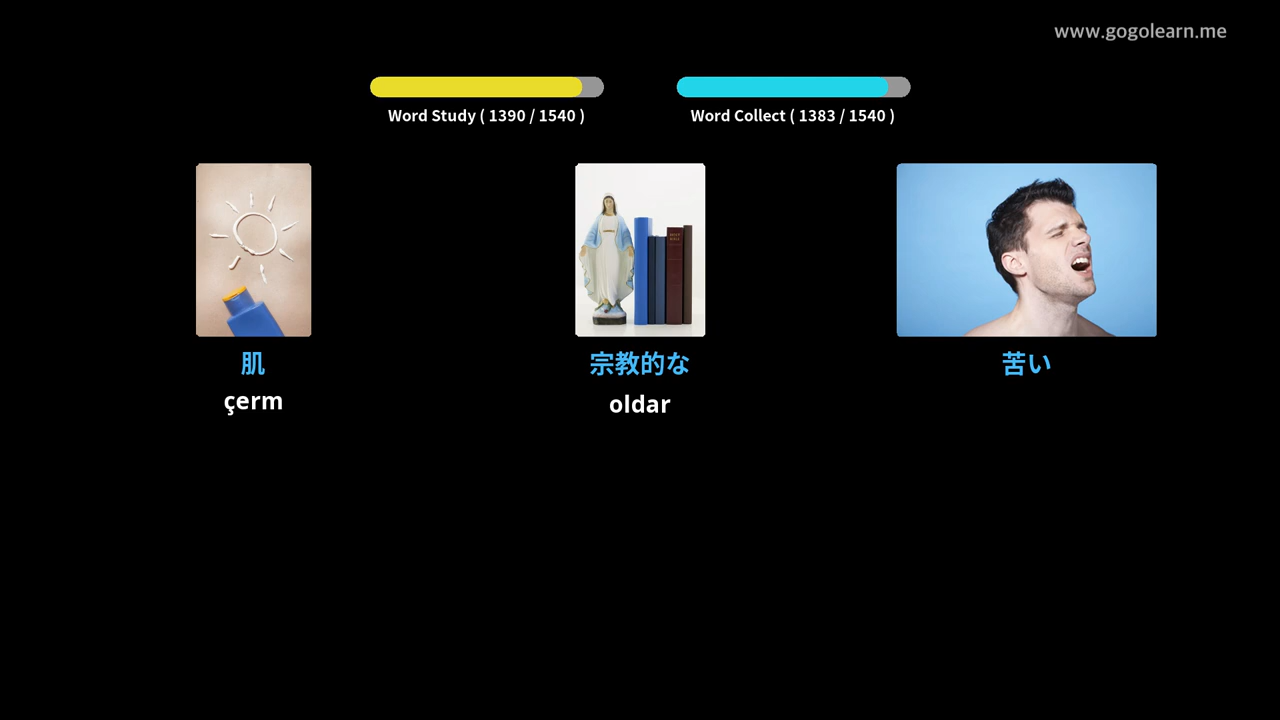 www.gogolearn.me
Word Study ( 1390 / 1540 )
Word Collect ( 1383 / 1540 )
肌
宗教的な
苦い
çerm
oldar